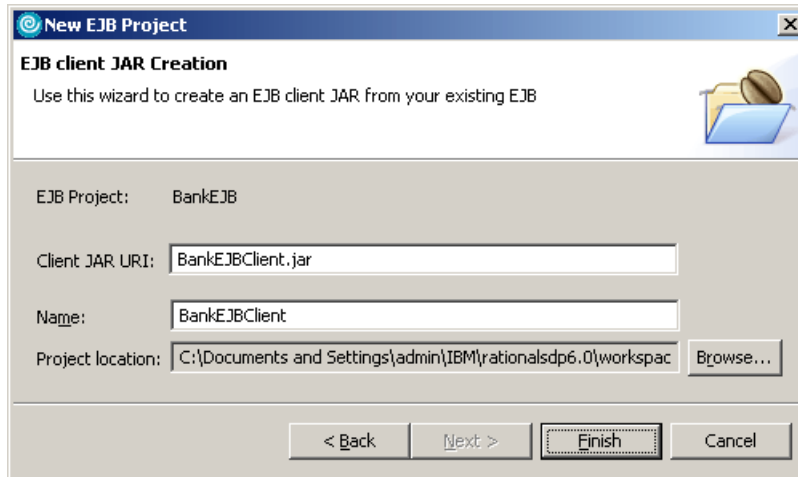 New EJB Project
EJB client JAR Creation
Use this wizard to create an EJB client JAR from your existing EJB
EJB Project: BankEJB
Client JAR URI: BankEJBClient.jar
Name: BankEJBClient
Project location: C:\Documents and Settings\admin\IBM\rationalsdp6.0\workspac Browse...
< Back Next > Finish Cancel